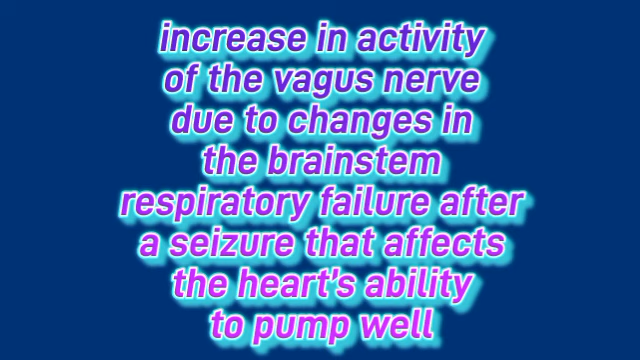 increase in activity
of the vagus nerve
due to changes in
the brainstem
respiratory failure after
a seizure that affects
the heart's ability
to pump well